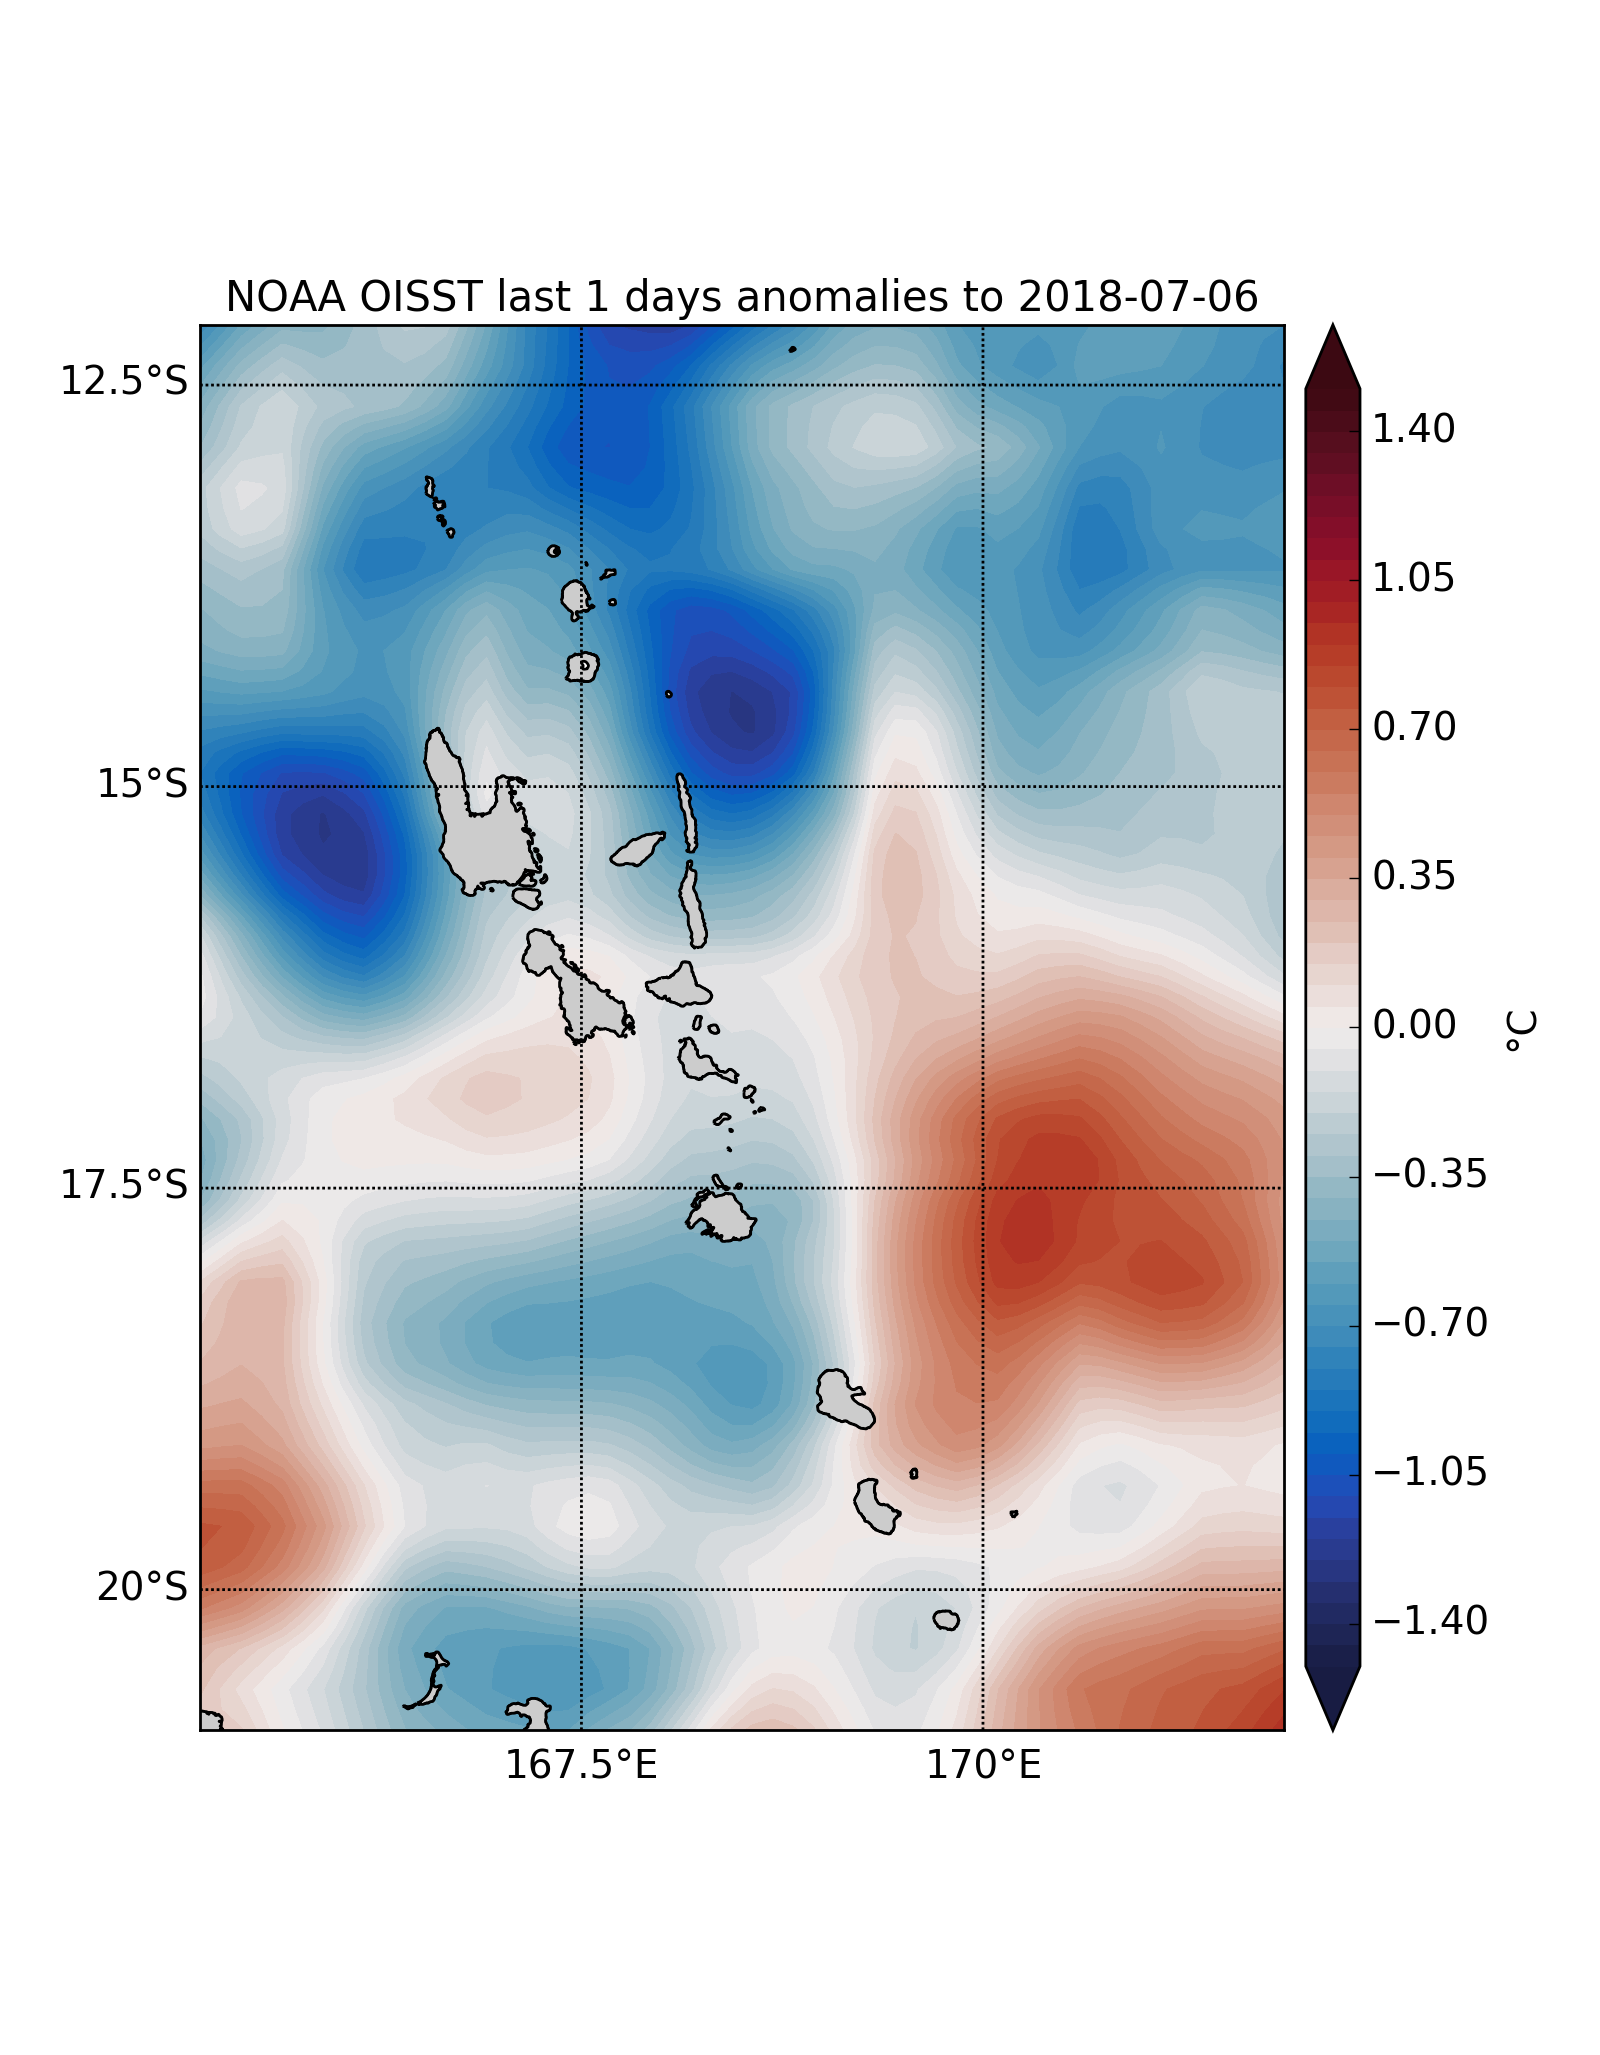 NOAA OISST last 1 days anomalies to 2018-07-06
12.5°S
15°S
17.5°S
20°S
167.5°E
170°E
1.40
1.05
0.70
0.35
0.00
−0.35
−0.70
−1.05
−1.40
°C